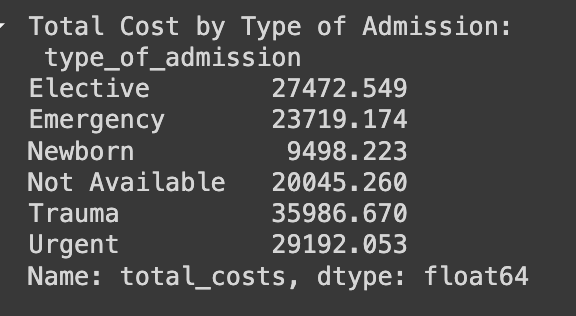 Total Cost by Type of Admission:
type_of_admission
Elective 27472.549
Emergency 23719.174
Newborn 9498.223
Not Available 20045.260
Trauma 35986.670
Urgent 29192.053
Name: total_costs, dtype: float64